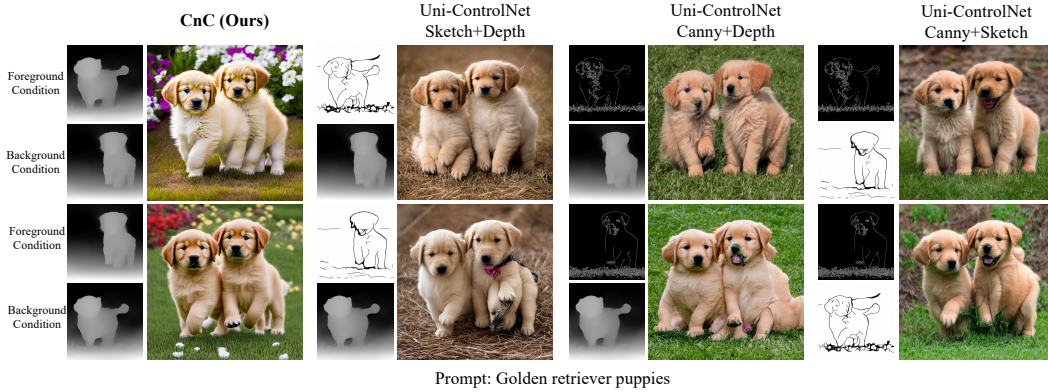 CnC (Ours)
Uni-ControlNet
Sketch+Depth
Uni-ControlNet
Canny+Depth
Uni-ControlNet
Canny+Sketch
Foreground
Condition
Background
Condition
Foreground
Condition
Background
Condition
Prompt: Golden retriever puppies